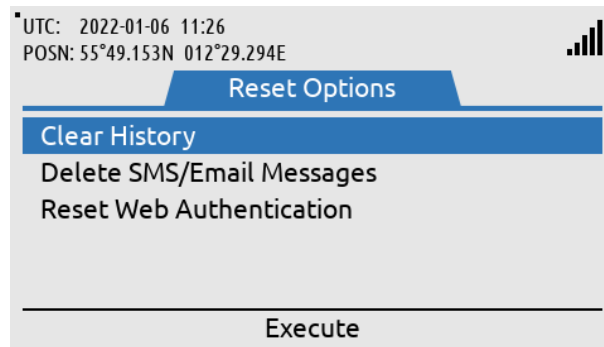 UTC: 2022-01-06 11:26
POSN: 55°49.153N 012°29.294E
Reset Options
Clear History
Delete SMS/Email Messages
Reset Web Authentication
Execute